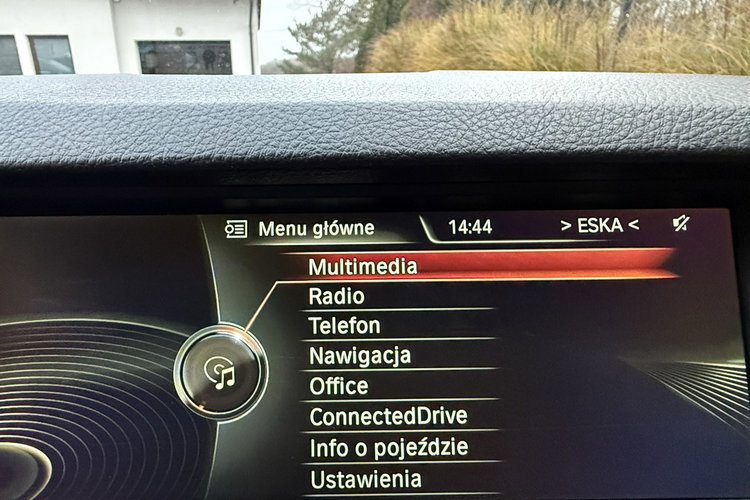 Menu główne 14:44 > ESKA <
Multimedia
Radio
Telefon
Nawigacja
Office
ConnectedDrive
Info o pojeździe
Ustawienia